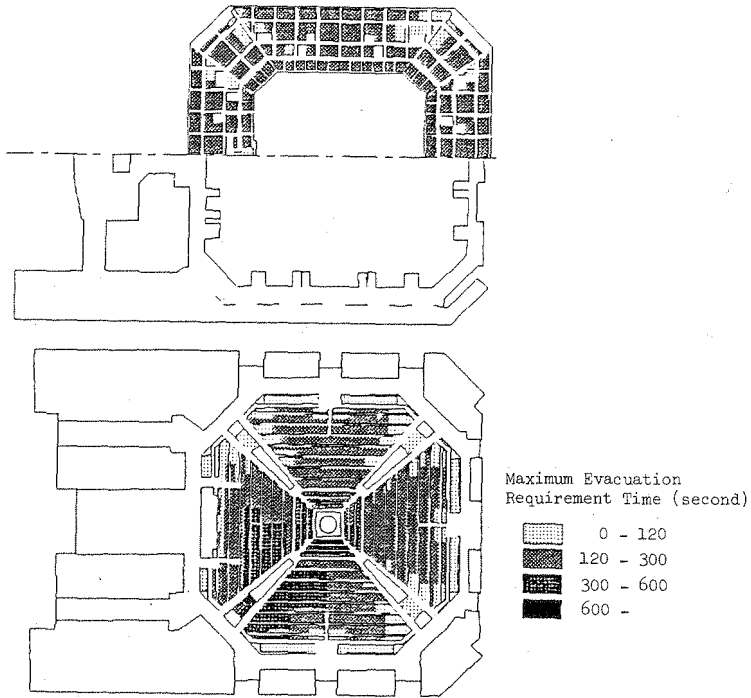 Maximum Evacuation
Requirement Time (second)
0 - 120
120 - 300
300 - 600
600 -